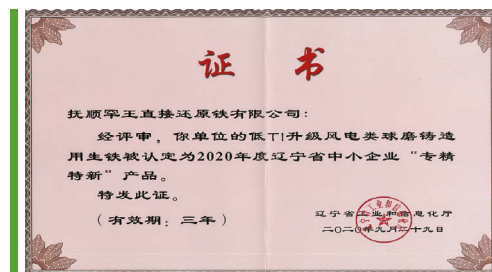 证书
抚顺罕王直接还原铁有限公司：
经评审，你单位的低TI升级风电类球磨铸造
用生铁被认定为2020年度辽宁省中小企业“专精
特新”产品。
特发此证。
（有效期：三年）
辽宁省工业和信息化厅
二〇二〇年九月二十九日